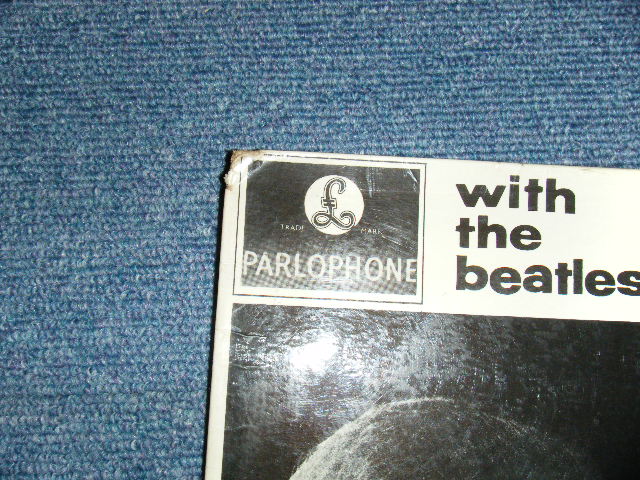 £
TRADE MARK
PARLOPHONE
with
the
beatles